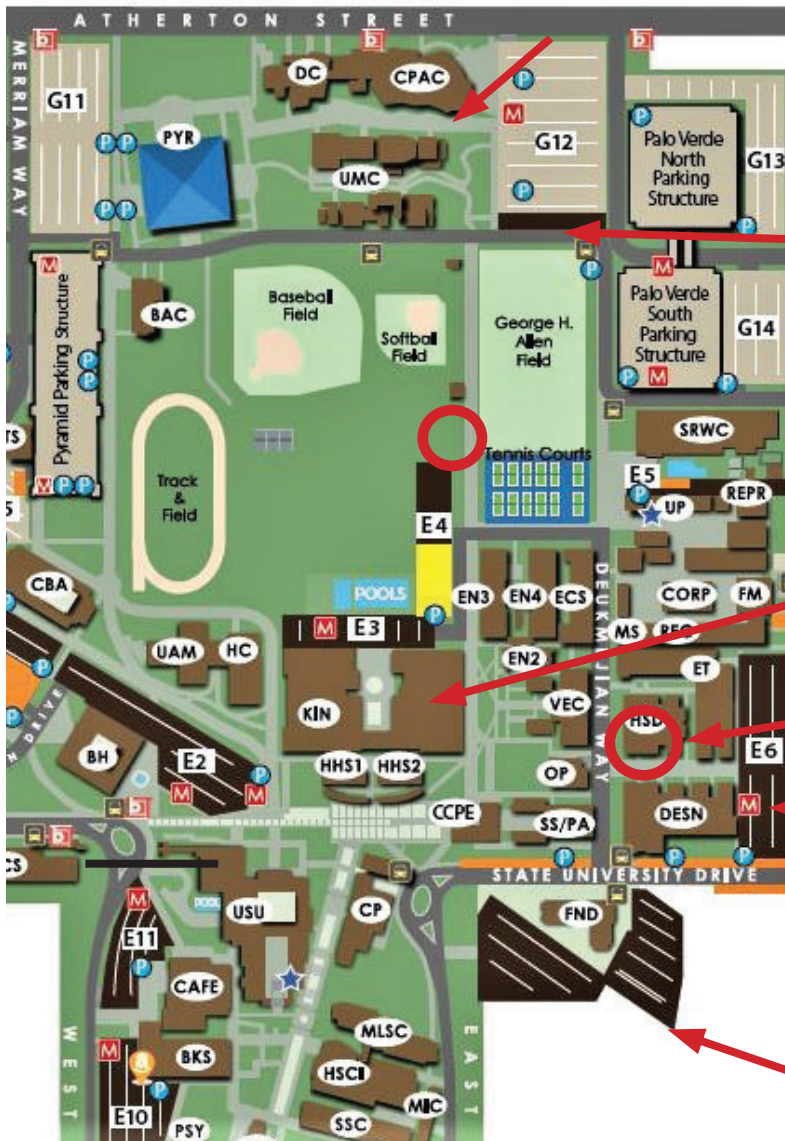 ATHERTON STREET
MERRIAM WAY
G11
DC
CPAC
PYR
UMC
M
G12
Palo Verde
North
Parking
Structure
G13
P
M
Pyramid Parking Structure
BAC
Baseball
Field
Softball
Field
George H.
Allen
Field
M
Palo Verde
South
Parking
Structure
M
G14
TS
M
P
P
Track
&
Field
Tennis Courts
SRWC
E5
UP
REPR
E4
CBA
POOLS
EN3
EN4
ECS
DEUKMEJIAN WAY
CORP
FM
M
E3
MS
UAM
HC
EN2
ET
KIN
VEC
HSD
BH
E2
M
M
HHS1
HHS2
OP
E6
CCPE
SS/PA
DESN
M
CS
STATE UNIVERSITY DRIVE
M
E11
POOL
USU
CP
FND
CAFE
WEST
EAST
M
BKS
MLSC
HSCI
MIC
E10
PSY
SSC